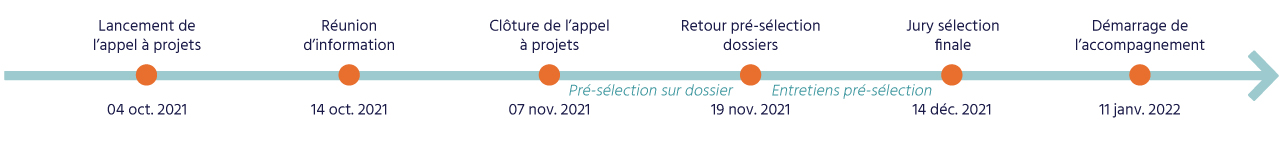 Lancement de
l'appel à projets
04 oct. 2021
Réunion
d'information
14 oct. 2021
Clôture de l'appel
à projets
07 nov. 2021
Pré-sélection sur dossier
Retour pré-sélection
dossiers
19 nov. 2021
Entretiens pré-sélection
Jury sélection
finale
14 déc. 2021
Démarrage de
l'accompagnement
11 janv. 2022